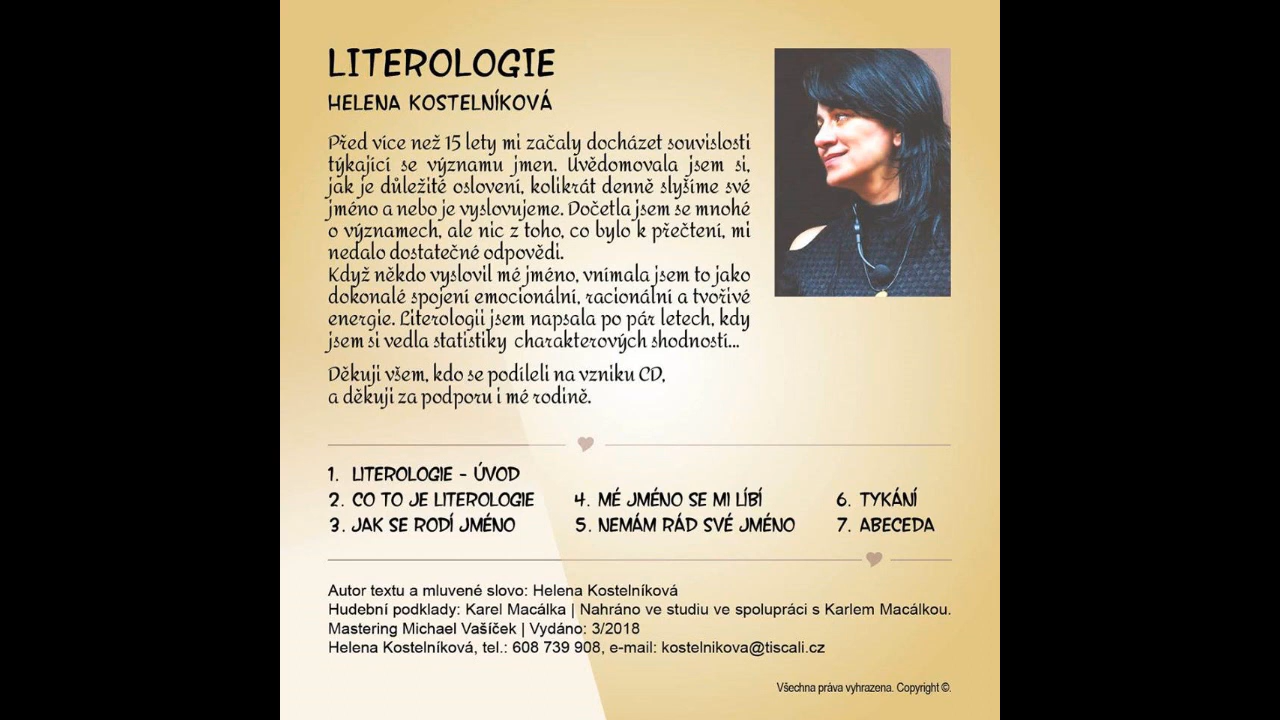 LITEROLOGIE
HELENA KOSTELNÍKOVÁ
Před více než 15 lety mi začaly docházet souvislosti
týkající se významu jmen. Uvědomovala jsem si,
jak je důležité oslovení, kolikrát denně slyšíme své
jméno a nebo je vyslovujeme. Dočetla jsem se mnohé
o významech, ale nic z toho, co bylo k přečtení, mi
nedalo dostatečné odpovědi.
Když někdo vyslovil mé jméno, vnímala jsem to jako
dokonalé spojení emocionální, racionální a tvořivé
energie. Literologii jsem napsala po pár letech, kdy
jsem si vedla statistiky charakterových shodností...
Děkuji všem, kdo se podíleli na vzniku CD,
a děkuji za podporu i mé rodině.
1. LITEROLOGIE - ÚVOD
2. CO TO JE LITEROLOGIE
3. JAK SE RODÍ JMÉNO
4. MÉ JMÉNO SE MI LÍBÍ
5. NEMÁM RÁD SVÉ JMÉNO
6. TYKÁNÍ
7. ABECEDA
Autor textu a mluvené slovo: Helena Kostelníková
Hudební podklady: Karel Macálka | Nahráno ve studiu ve spolupráci s Karlem Macálkou.
Mastering Michael Vašíček | Vydáno: 3/2018
Helena Kostelníková, tel.: 608 739 908, e-mail: kostelnikova@tiscali.cz
Všechna práva vyhrazena. Copyright ©.